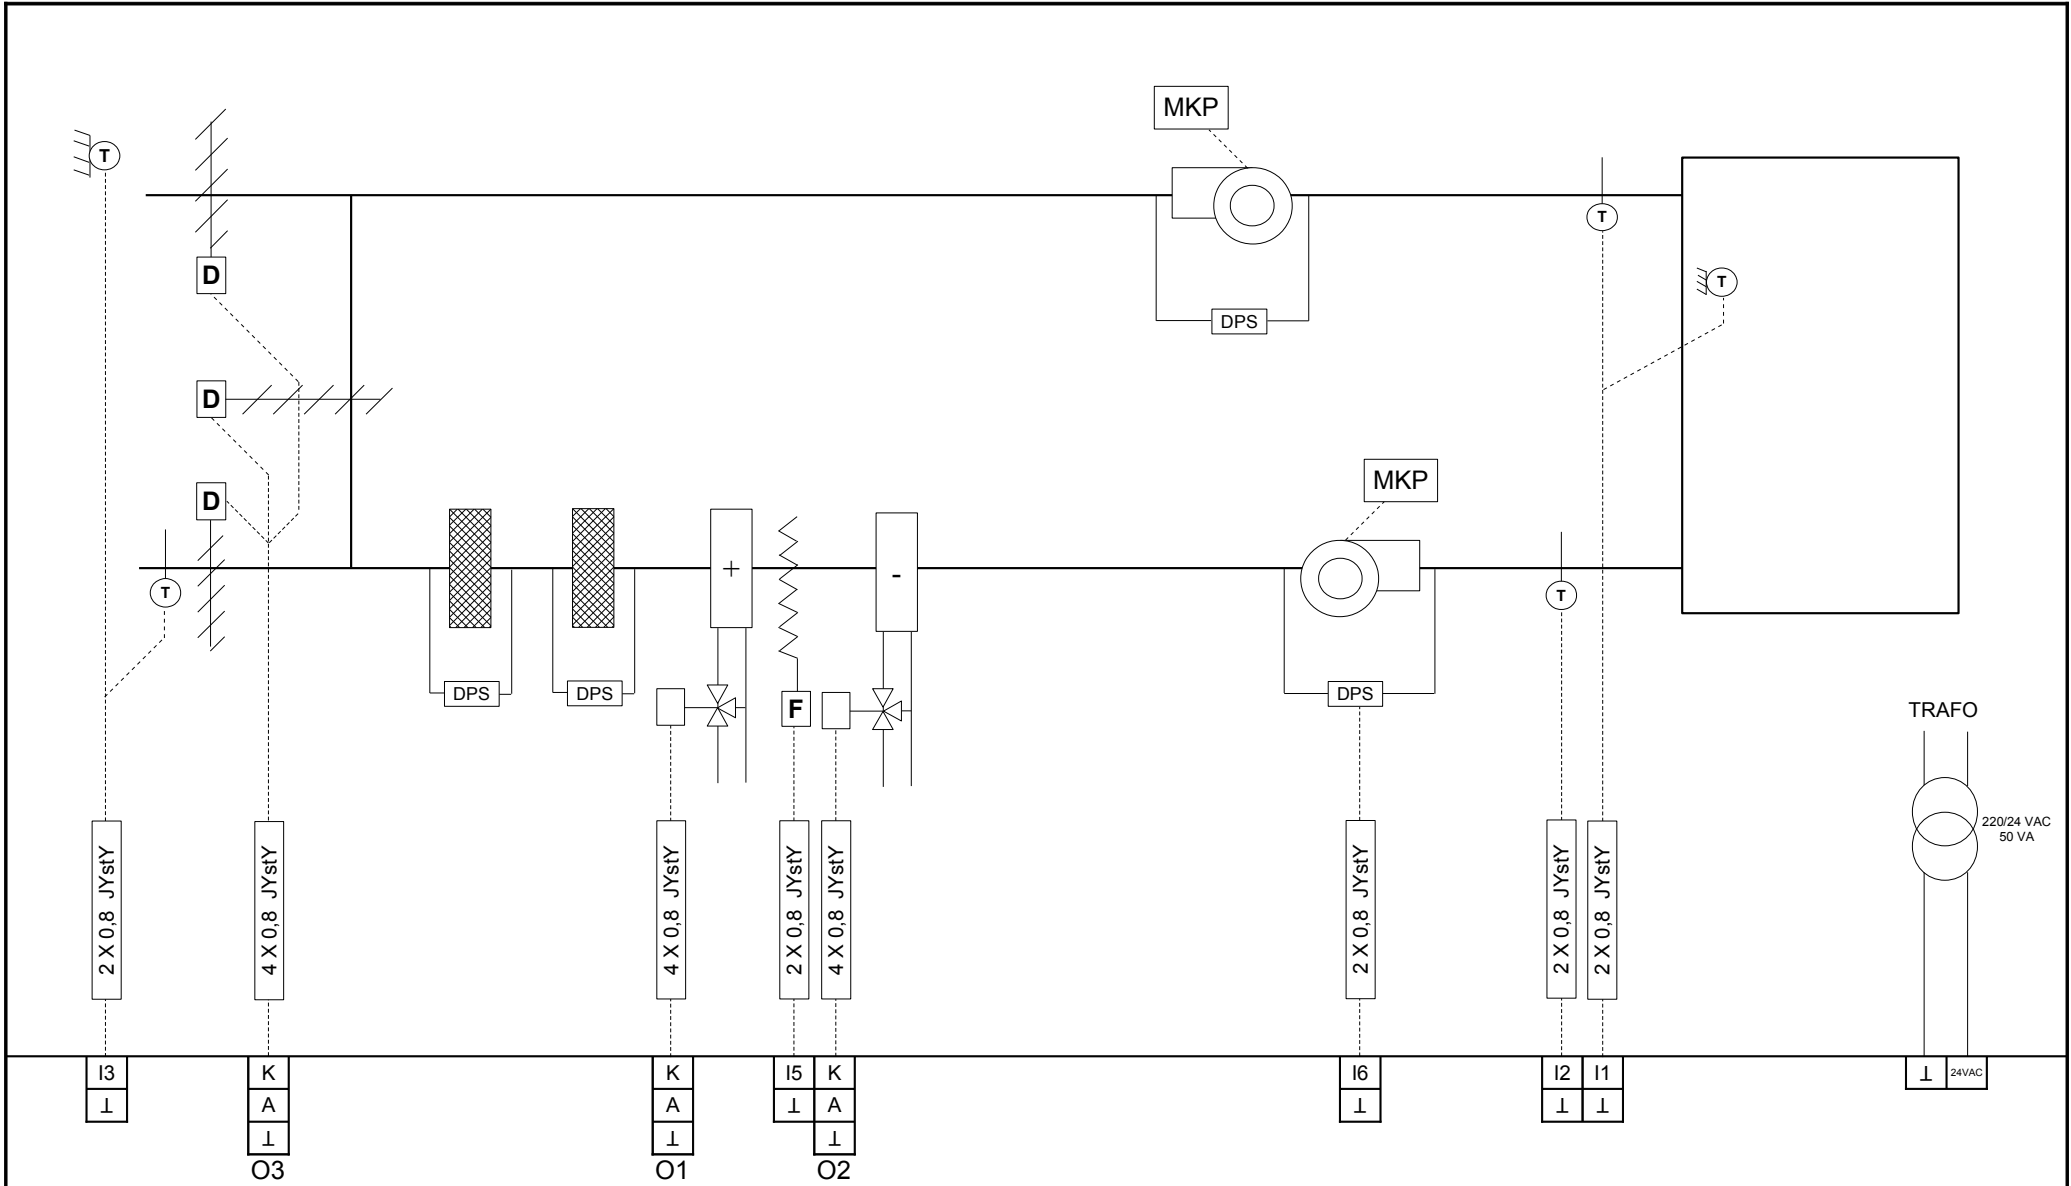 MKP
T
D
T
T
DPS
D
MKP
D
+
-
T
T
DPS
DPS
F
DPS
TRAFO
220/24 VAC
50 VA
2 X 0,8 JYstY
4 X 0,8 JYstY
4 X 0,8 JYstY
2 X 0,8 JYstY
4 X 0,8 JYstY
2 X 0,8 JYstY
2 X 0,8 JYstY
2 X 0,8 JYstY
I3 K K I5 K I6 I2 I1 ⊥ 24VAC
⊥ A A ⊥ A ⊥ ⊥ ⊥
⊥ ⊥ ⊥
O3 O1 O2